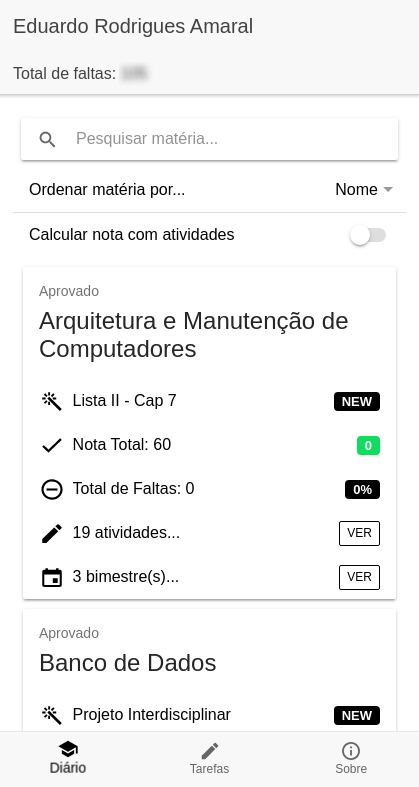 Eduardo Rodrigues Amaral
Total de faltas:
Pesquisar matéria...
Ordenar matéria por... Nome
Calcular nota com atividades
Aprovado
Arquitetura e Manutenção de
Computadores
Lista II - Cap 7 NEW
Nota Total: 60 0
Total de Faltas: 0 0%
19 atividades... VER
3 bimestre(s)... VER
Aprovado
Banco de Dados
Projeto Interdisciplinar NEW
Diário Tarefas Sobre